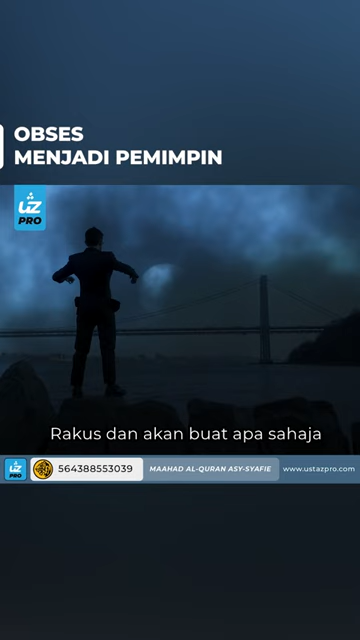 OBSES
MENJADI PEMIMPIN
UZ
PRO
Rakus dan akan buat apa sahaja
UZ
PRO
564388553039
MAAHAD AL-QURAN ASY-SYAFIE
www.ustazpro.com